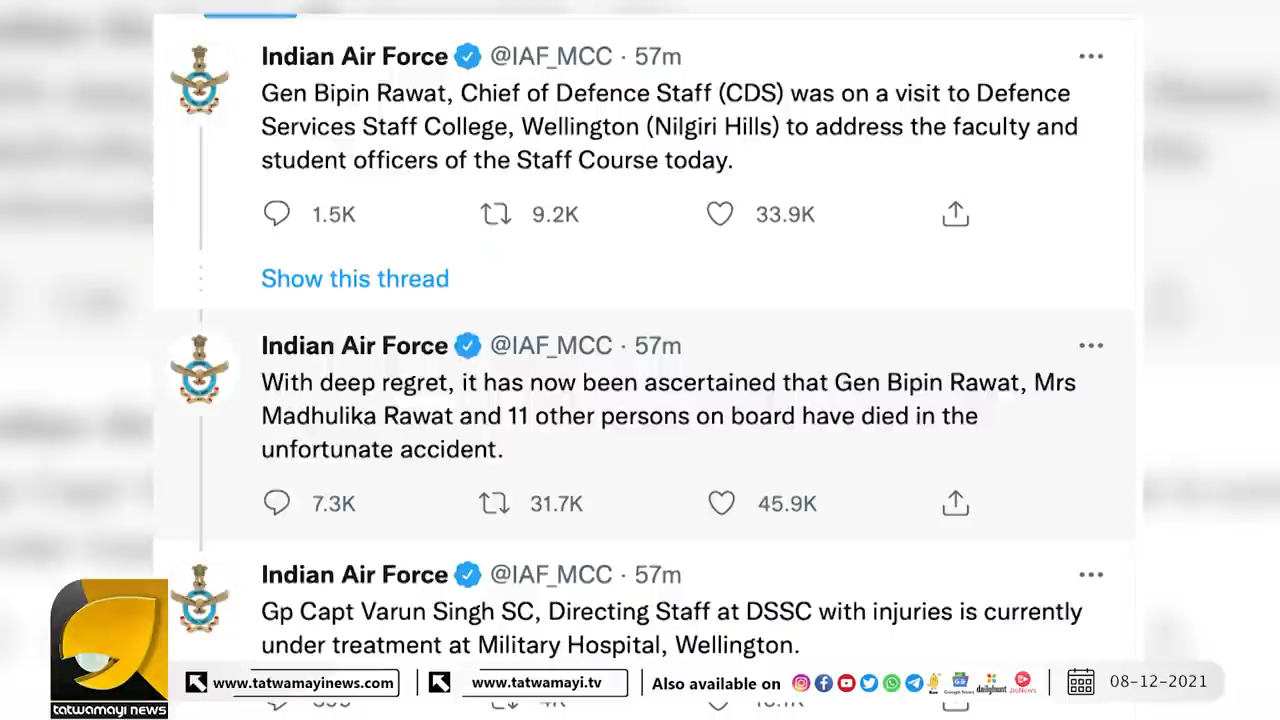 Indian Air Force @IAF_MCC · 57m
Gen Bipin Rawat, Chief of Defence Staff (CDS) was on a visit to Defence
Services Staff College, Wellington (Nilgiri Hills) to address the faculty and
student officers of the Staff Course today.
1.5K 9.2K 33.9K
Show this thread
Indian Air Force @IAF_MCC · 57m
With deep regret, it has now been ascertained that Gen Bipin Rawat, Mrs
Madhulika Rawat and 11 other persons on board have died in the
unfortunate accident.
7.3K 31.7K 45.9K
Indian Air Force @IAF_MCC · 57m
Gp Capt Varun Singh SC, Directing Staff at DSSC with injuries is currently
under treatment at Military Hospital, Wellington.
tatwamayi news
www.tatwamayinews.com | www.tatwamayi.tv | Also available on Google News dailyhunt JioNews | 08-12-2021